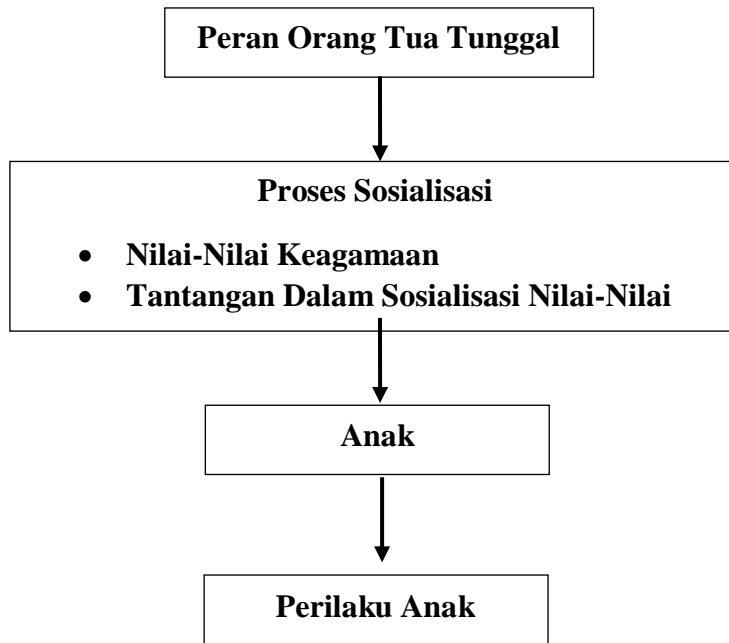 Peran Orang Tua Tunggal
Proses Sosialisasi
• Nilai-Nilai Keagamaan
• Tantangan Dalam Sosialisasi Nilai-Nilai
Anak
Perilaku Anak